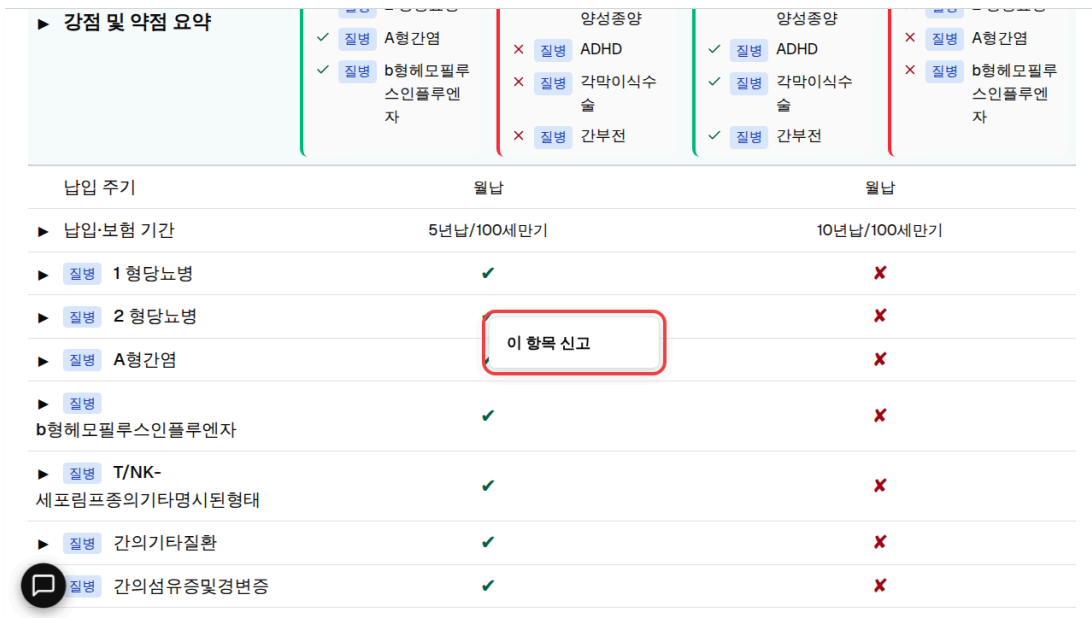 ▶ 강점 및 약점 요약
✓ 질병 A형간염
✓ 질병 b형헤모필루
스인플루엔
자
양성종양
✕ 질병 ADHD
✕ 질병 각막이식수
술
✕ 질병 간부전
양성종양
✓ 질병 ADHD
✓ 질병 각막이식수
술
✓ 질병 간부전
✕ 질병 A형간염
✕ 질병 b형헤모필루
스인플루엔
자
납입 주기 월납 월납
▶ 납입·보험 기간 5년납/100세만기 10년납/100세만기
▶ 질병 1 형당뇨병 ✔ ✘
▶ 질병 2 형당뇨병 ✘
이 항목 신고
▶ 질병 A형간염 ✘
▶ 질병
b형헤모필루스인플루엔자 ✔ ✘
▶ 질병 T/NK-
세포림프종의기타명시된형태 ✔ ✘
▶ 질병 간의기타질환 ✔ ✘
질병 간의섬유증및경변증 ✔ ✘